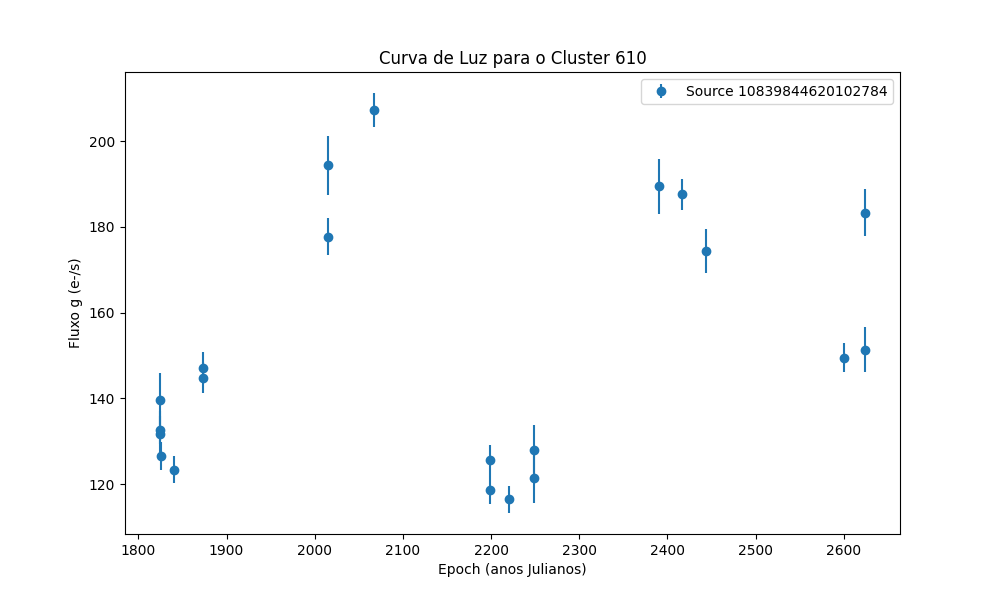 Curva de Luz para o Cluster 610
Source 10839844620102784
Fluxo g (e-/s)
200
180
160
140
120
1800 1900 2000 2100 2200 2300 2400 2500 2600
Epoch (anos Julianos)